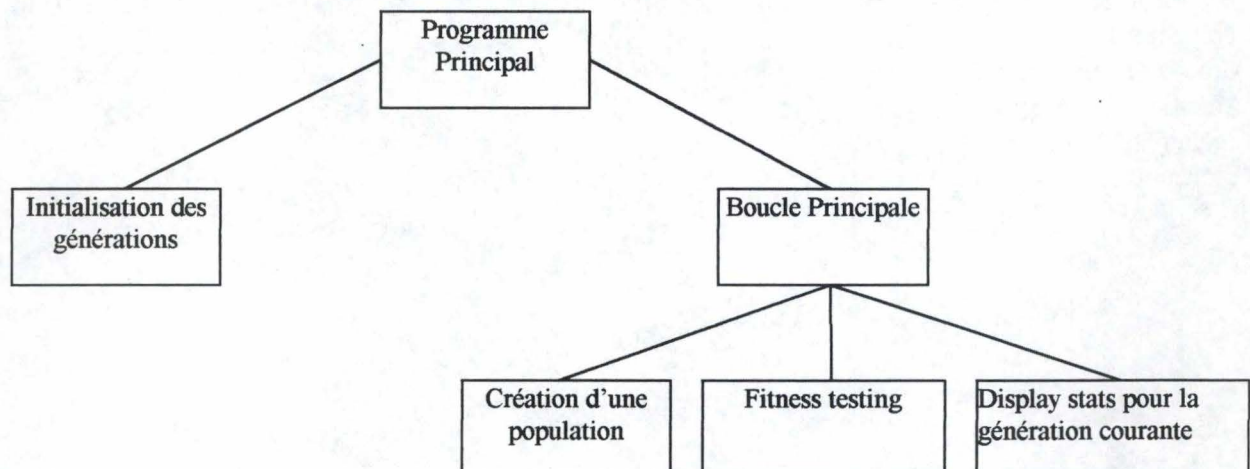 Programme
Principal
Initialisation des
générations
Boucle Principale
Création d'une
population
Fitness testing
Display stats pour la
génération courante